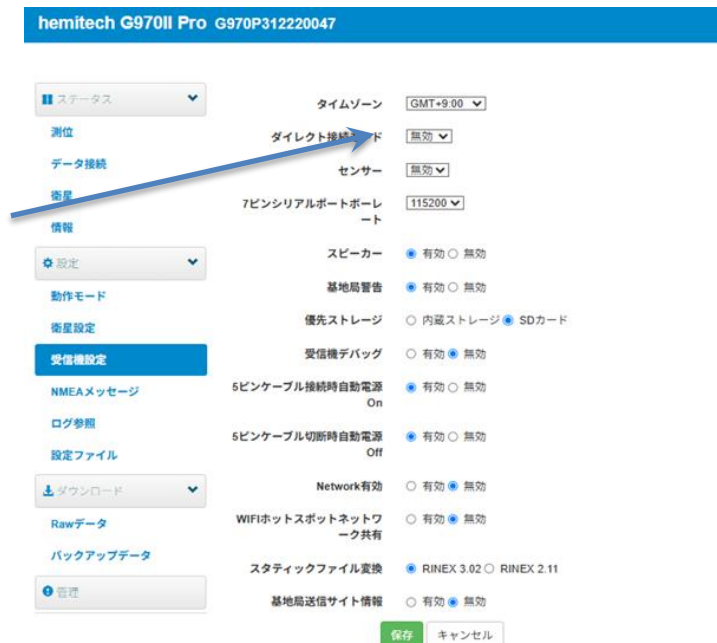 hemitech G970II Pro G970P312220047
ステータス
測位
データ接続
衛星
情報
設定
動作モード
衛星設定
受信機設定
NMEAメッセージ
ログ参照
設定ファイル
ダウンロード
Rawデータ
バックアップデータ
管理
タイムゾーン GMT+9:00
ダイレクト接続 ド 無効
センサー 無効
7ピンシリアルポートボーレ
ート 115200
スピーカー 有効 無効
基地局警告 有効 無効
優先ストレージ 内蔵ストレージ SDカード
受信機デバッグ 有効 無効
5ピンケーブル接続時自動電源
On 有効 無効
5ピンケーブル切断時自動電源
Off 有効 無効
Network有効 有効 無効
WIFIホットスポットネットワ
ーク共有 有効 無効
スタティックファイル変換 RINEX 3.02 RINEX 2.11
基地局送信サイト情報 有効 無効
保存 キャンセル